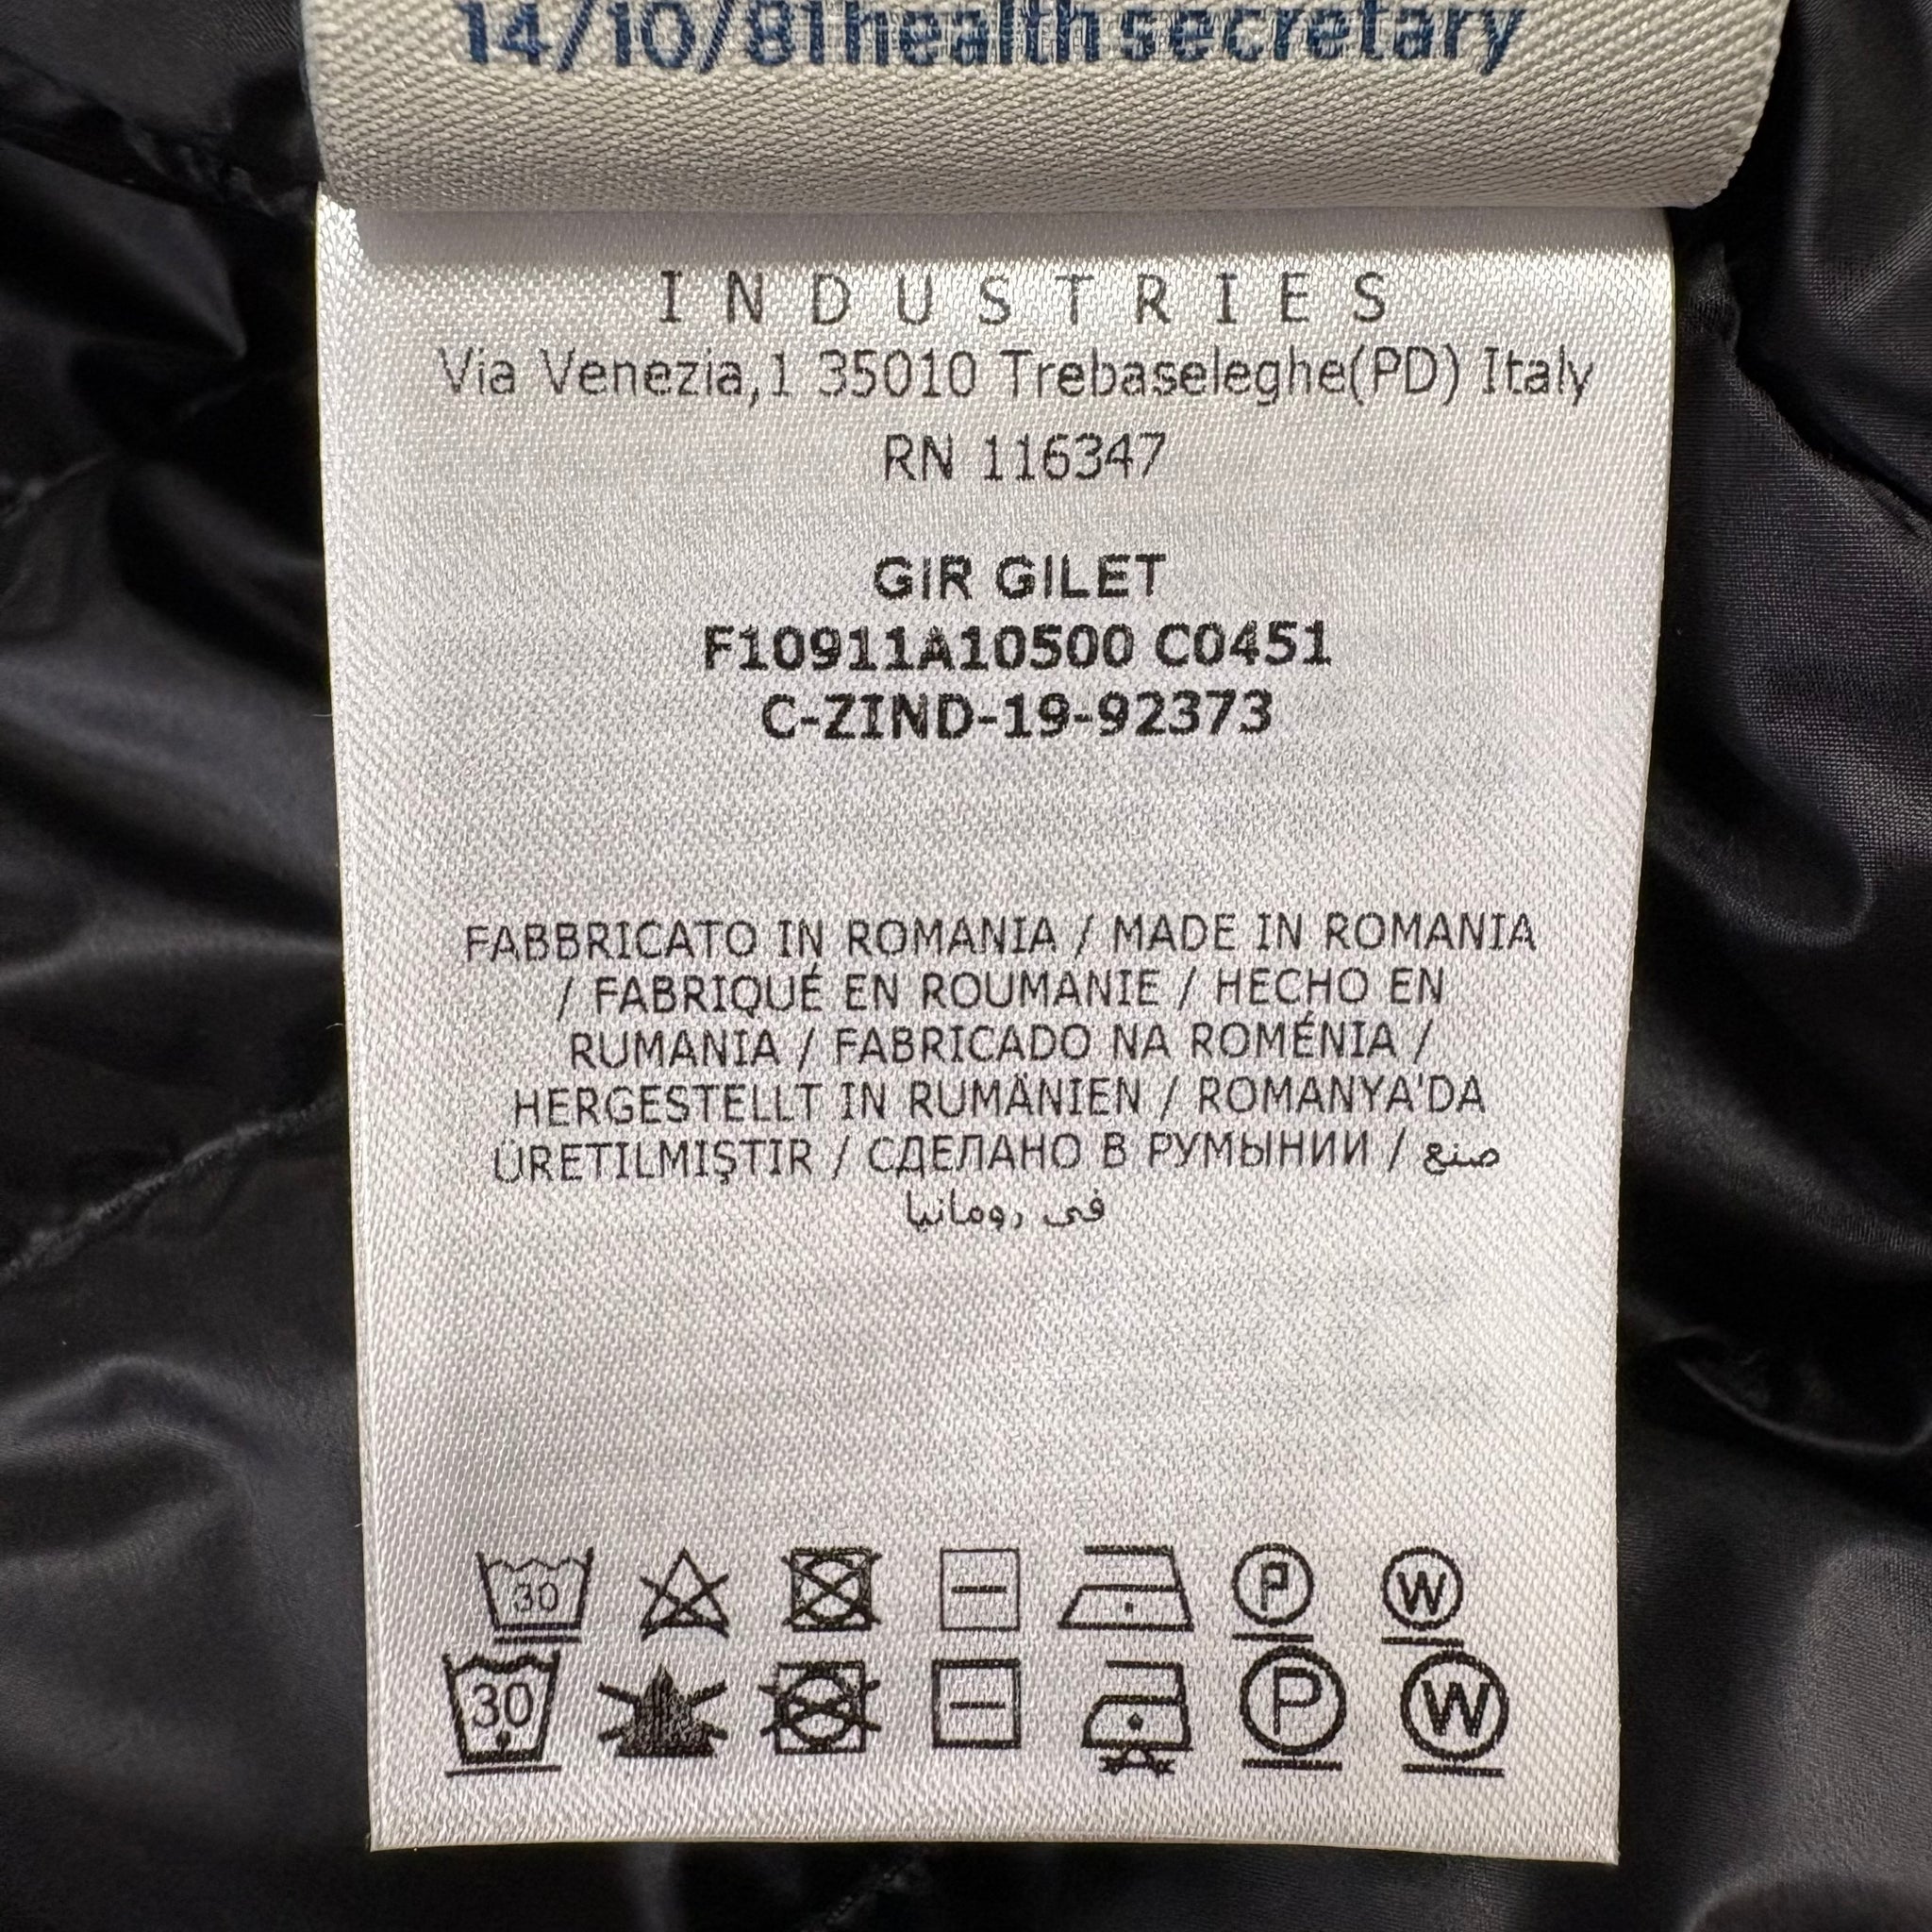 14/10/81 health secretary
INDUSTRIES
Via Venezia,1 35010 Trebaseleghe(PD) Italy
RN 116347
GIR GILET
F10911A10500 C0451
C-ZIND-19-92373
FABBRICATO IN ROMANIA / MADE IN ROMANIA
/ FABRIQUÉ EN ROUMANIE / HECHO EN
RUMANIA / FABRICADO NA ROMÉNIA /
HERGESTELLT IN RUMÄNIEN / ROMANYA'DA
ÜRETILMIŞTIR / СДЕЛАНО В РУМЫНИИ / صنع
فى رومانيا
30 P W
30 P W